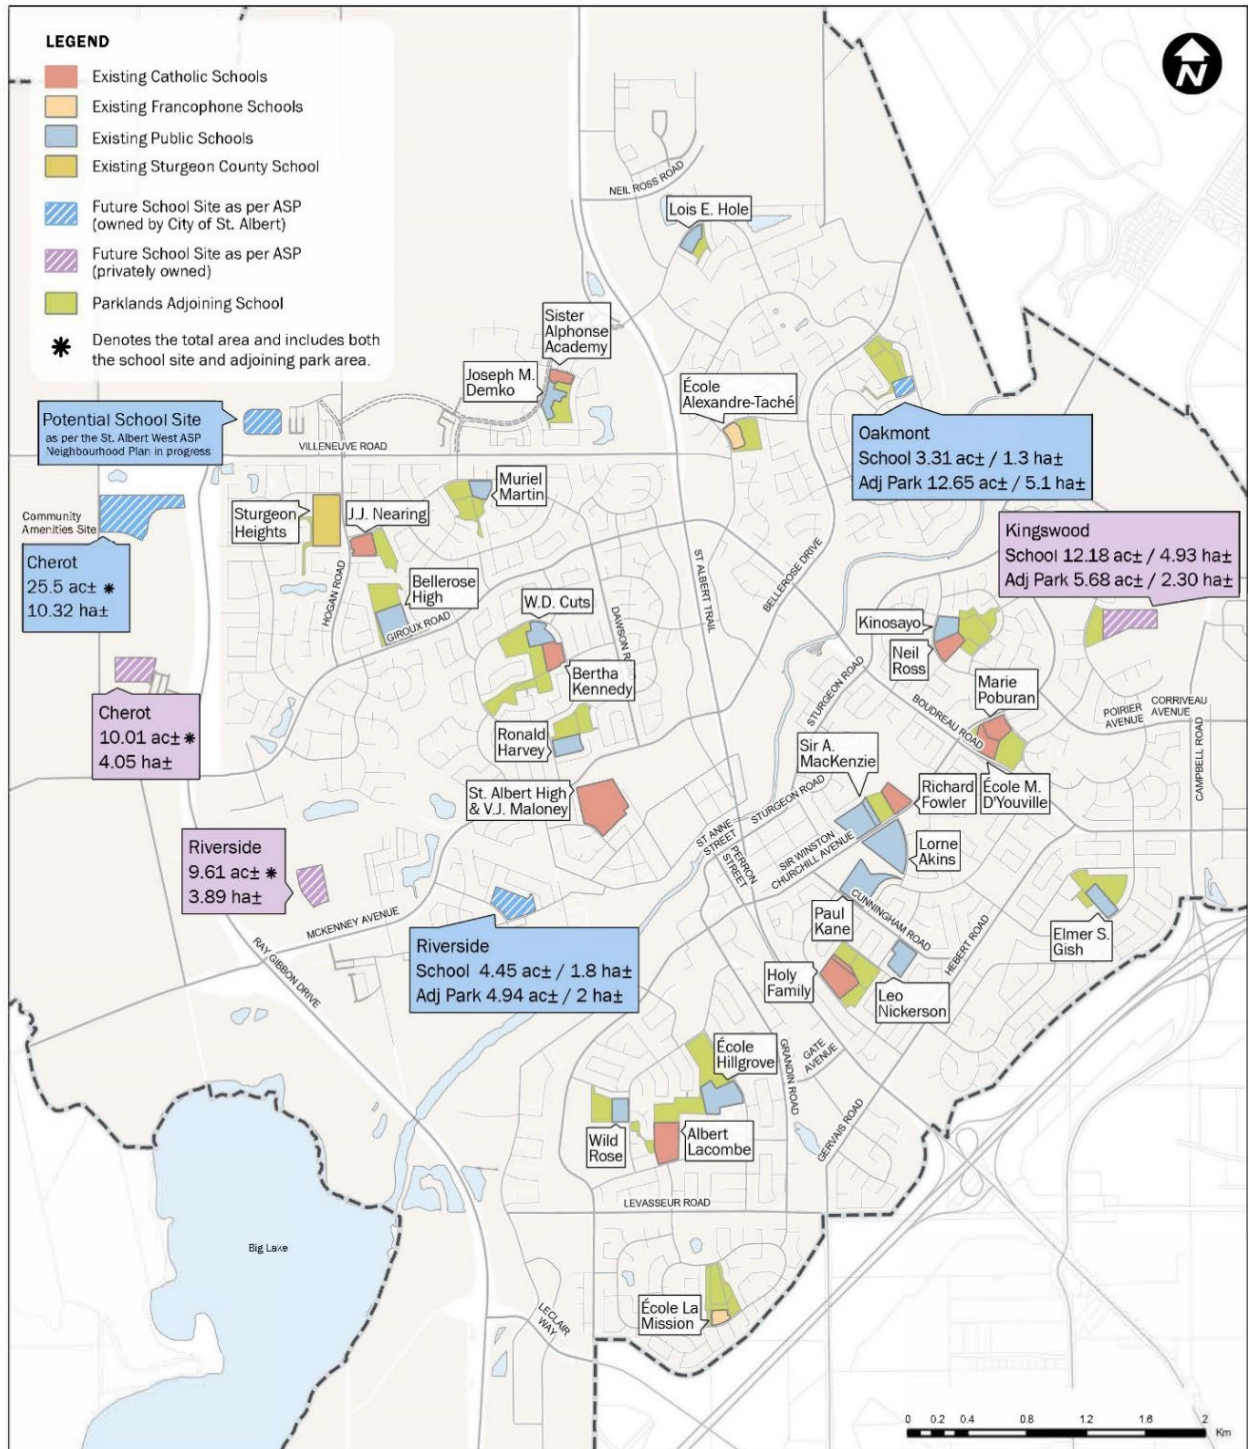 LEGEND
Existing Catholic Schools
Existing Francophone Schools
Existing Public Schools
Existing Sturgeon County School
Future School Site as per ASP
(owned by City of St. Albert)
Future School Site as per ASP
(privately owned)
Parklands Adjoining School
Denotes the total area and includes both
the school site and adjoining park area.
N
NEIL ROSS ROAD
Lois E. Hole
Sister
Alphonse
Academy
Joseph M.
Demko
École
Alexandre-Taché
Potential School Site
as per the St. Albert West ASP
Neighbourhood Plan in progress
VILLENEUVE ROAD
Oakmont
School 3.31 ac± / 1.3 ha±
Adj Park 12.65 ac± / 5.1 ha±
Muriel
Martin
Sturgeon
Heights
J.J. Nearing
Community
Amenities Site
Cherot
25.5 ac± *
10.32 ha±
Kingswood
School 12.18 ac± / 4.93 ha±
Adj Park 5.68 ac± / 2.30 ha±
Bellerose
High
HOGAN ROAD
GIROUX ROAD
W.D. Cuts
DAWSON R
ST ALBERT TRAIL
BELLEROSE DRIVE
Kinosayo
Neil
Ross
Bertha
Kennedy
Marie
Poburan
STURGEON ROAD
BOUDREAU ROAD
POIRIER
AVENUE
CORRIVEAU
AVENUE
CAMPBELL ROAD
Cherot
10.01 ac± *
4.05 ha±
Ronald
Harvey
Sir A.
MacKenzie
École M.
D'Youville
St. Albert High
& V.J. Maloney
Richard
Fowler
STURGEON ROAD
ST ANNE
STREET
PERRON
STREET
SIR WINSTON
CHURCHILL AVENUE
Lorne
Akins
Riverside
9.61 ac± *
3.89 ha±
MCKENNEY AVENUE
CUNNINGHAM ROAD
Paul
Kane
HEBERT ROAD
Elmer S.
Gish
RAY GIBBON DRIVE
Riverside
School 4.45 ac± / 1.8 ha±
Adj Park 4.94 ac± / 2 ha±
Holy
Family
Leo
Nickerson
École
Hillgrove
GRANDIN ROAD
GATE
AVENUE
GERVAIS ROAD
Wild
Rose
Albert
Lacombe
LEVASSEUR ROAD
Big Lake
École La
Mission
LECLAIR
WAY
0 0.2 0.4 0.8 1.2 1.6 2
Km